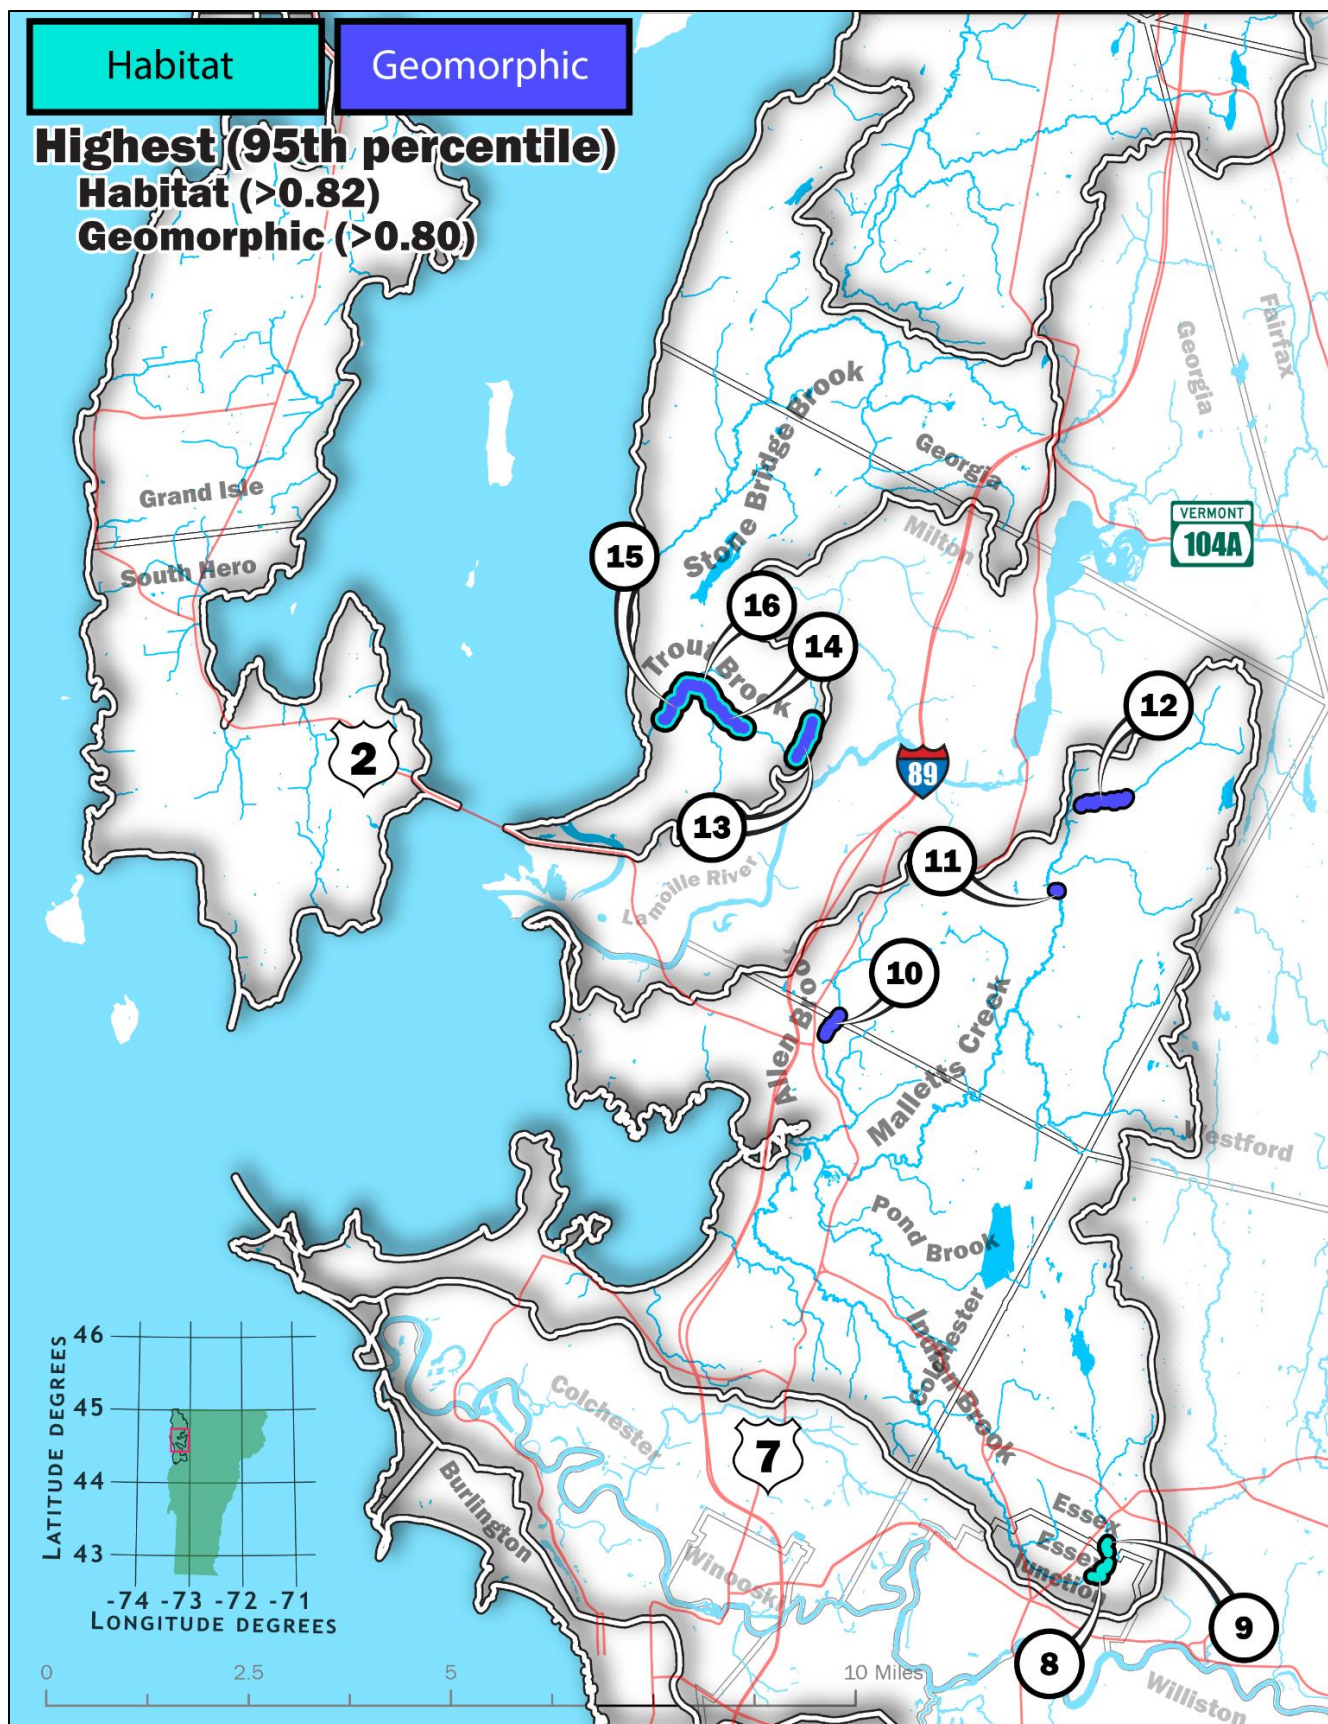 Habitat
Geomorphic
Highest (95th percentile)
Habitat (>0.82)
Geomorphic (>0.80)
Fairfax
Georgia
Stone Bridge Brook
Georgia
Grand Isle
Milton
VERMONT
104A
15
South Hero
16
14
Trout Brook
12
2
89
13
11
Lamoille River
10
Allen Brook
Malletts Creek
Westford
Pond Brook
Colchester
Indian Brook
46
45
44
43
LATITUDE DEGREES
-74 -73 -72 -71
LONGITUDE DEGREES
Colchester
7
Burlington
Essex
Essex
Junction
Winooski
9
8
Williston
0
2.5
5
10 Miles